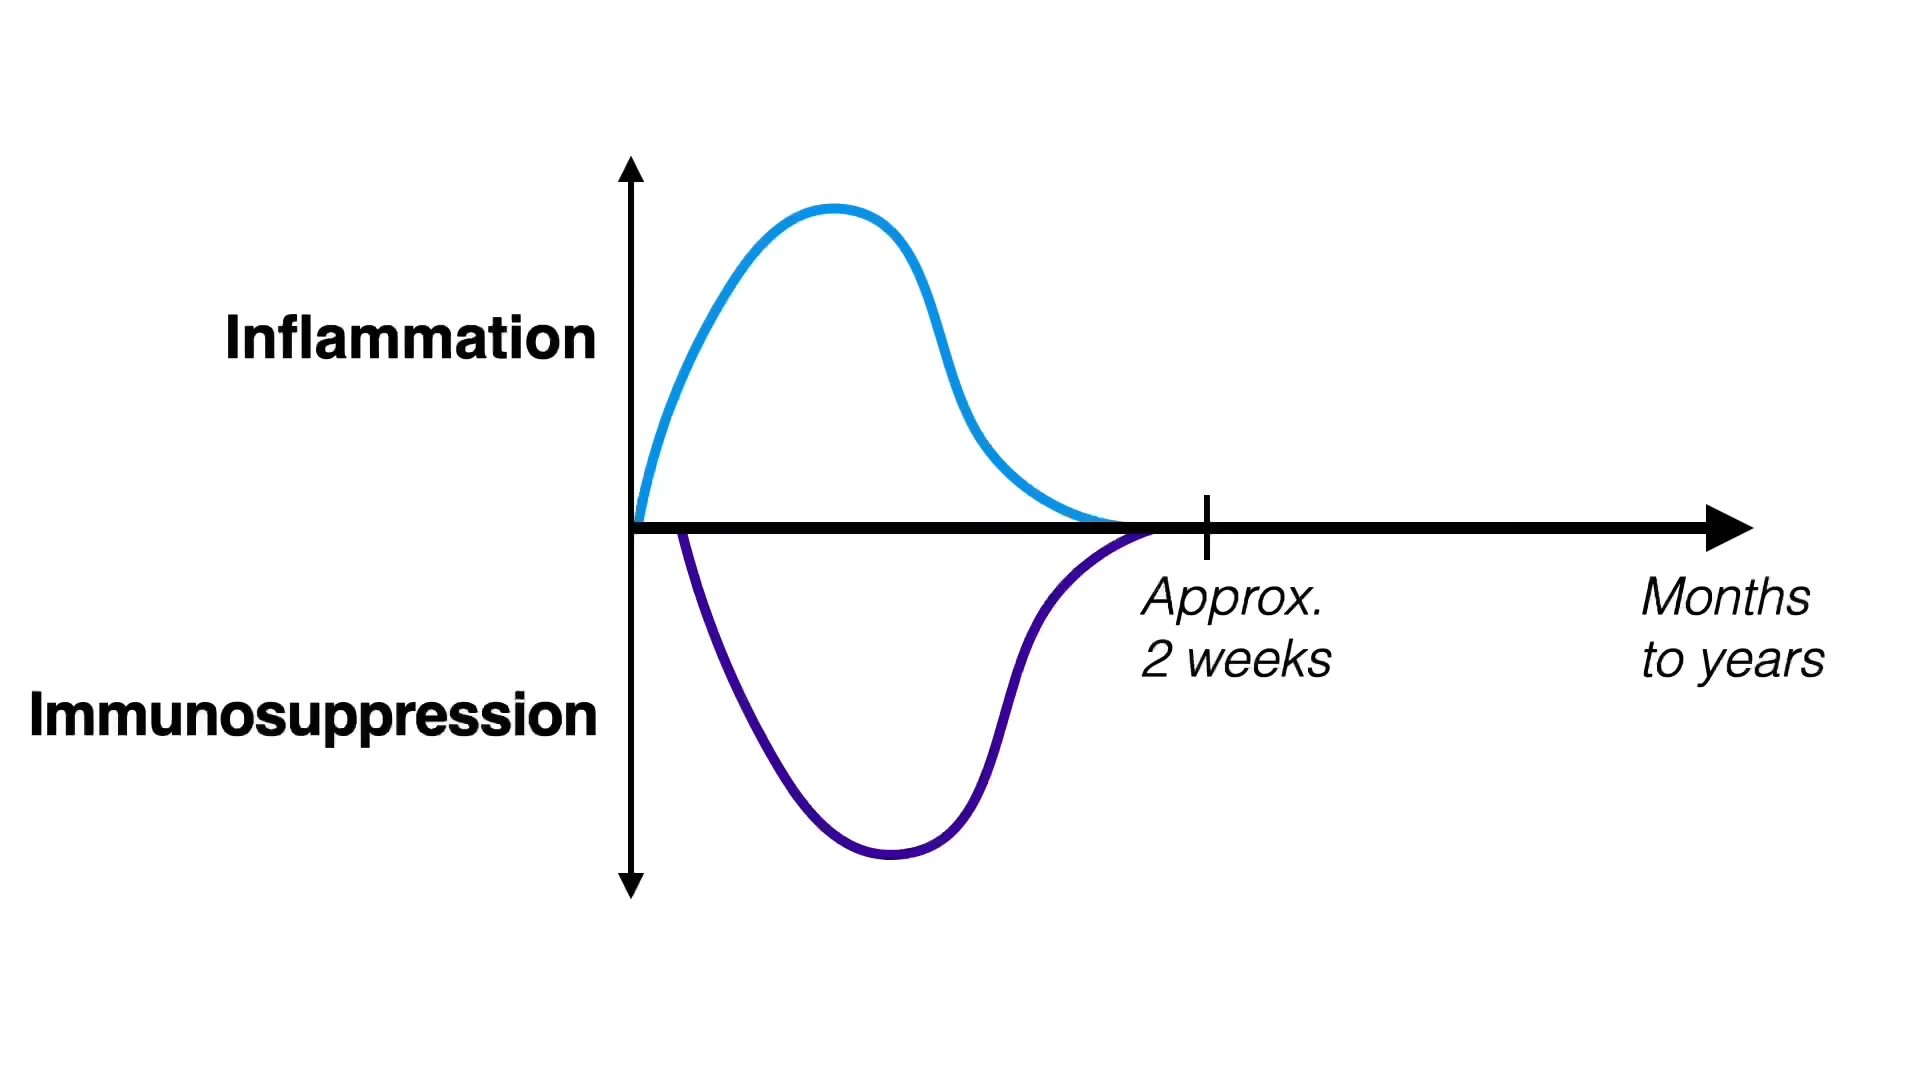 Inflammation
Immunosuppression
Approx.
2 weeks
Months
to years